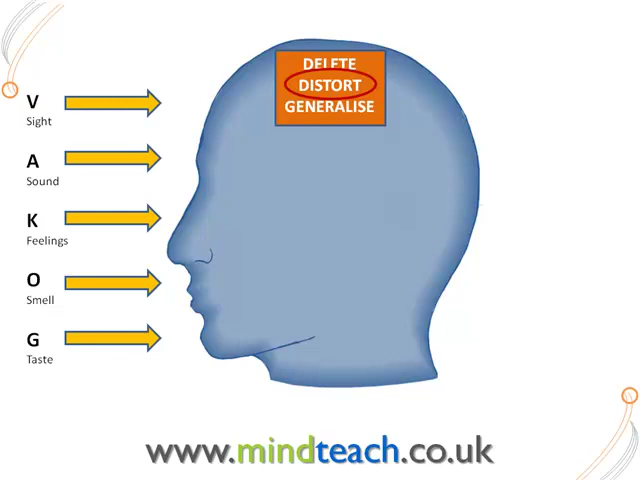 DELETE
DISTORT
GENERALISE
V
Sight
A
Sound
K
Feelings
O
Smell
G
Taste
www.mindteach.co.uk